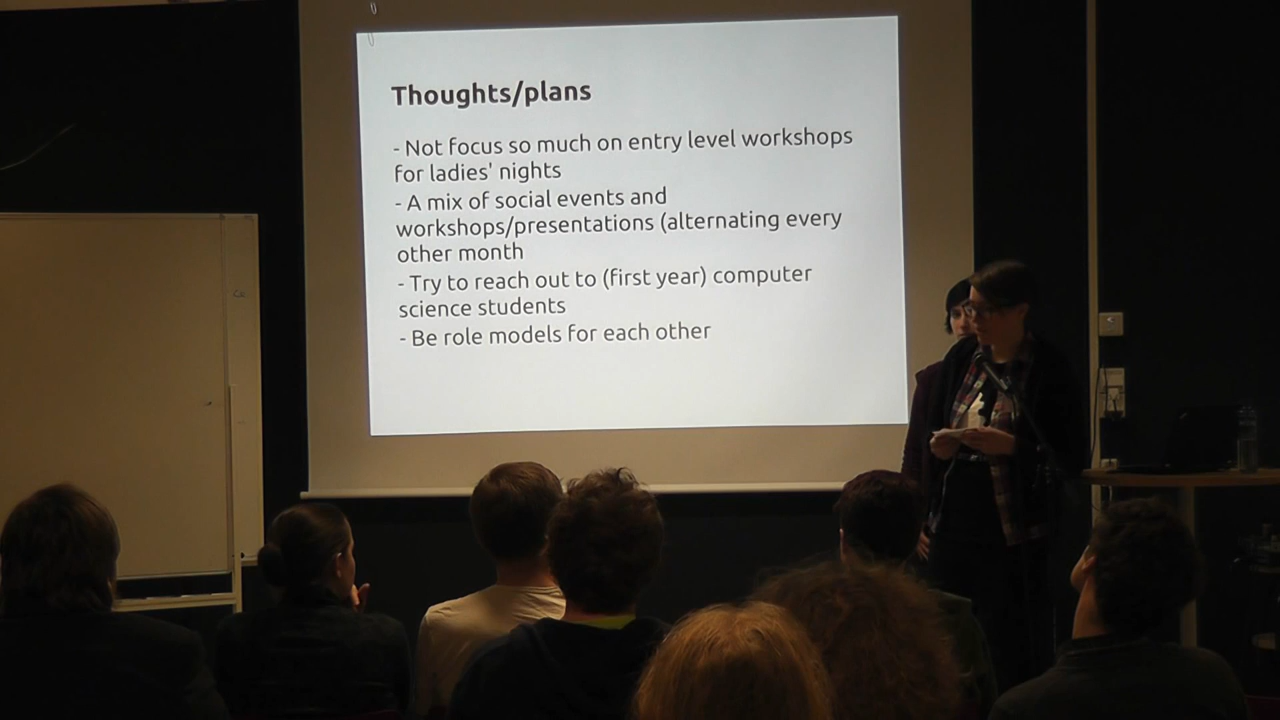 Thoughts/plans
- Not focus so much on entry level workshops
for ladies' nights
- A mix of social events and
workshops/presentations (alternating every
other month
- Try to reach out to (first year) computer
science students
- Be role models for each other